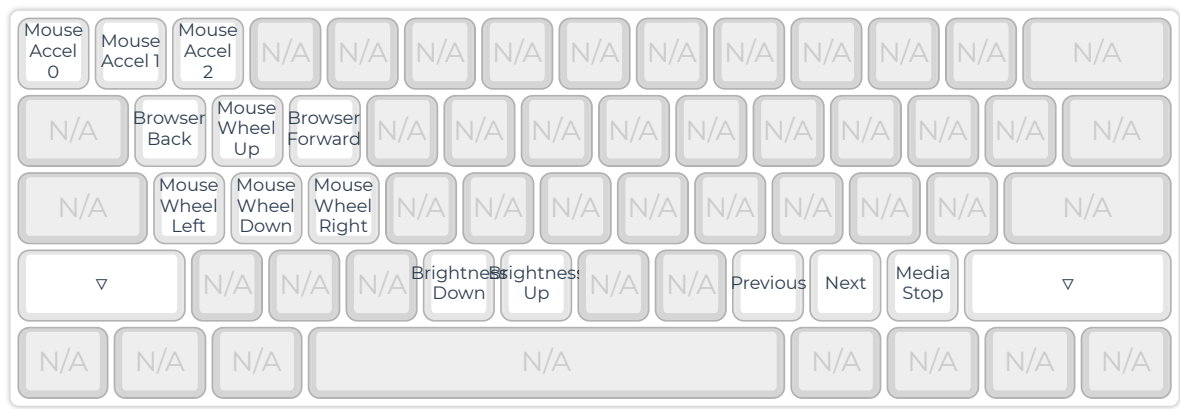 Mouse Accel 0 Mouse Accel 1 Mouse Accel 2 N/A N/A N/A N/A N/A N/A N/A N/A N/A N/A N/A
N/A Browser Back Mouse Wheel Up Browser Forward N/A N/A N/A N/A N/A N/A N/A N/A N/A N/A
N/A Mouse Wheel Left Mouse Wheel Down Mouse Wheel Right N/A N/A N/A N/A N/A N/A N/A N/A N/A
▽ N/A N/A N/A Brightness Down Brightness Up N/A N/A Previous Next Media Stop ▽
N/A N/A N/A N/A N/A N/A N/A N/A